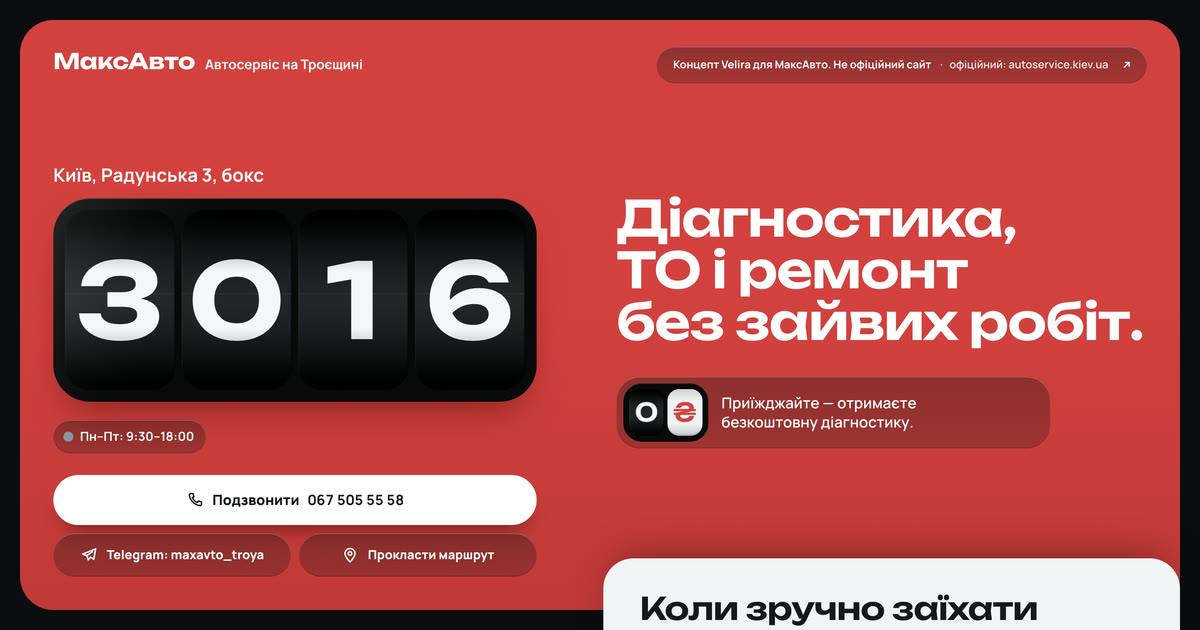 МаксАвто Автосервіс на Троєщині
Концепт Velira для МаксАвто. Не офіційний сайт · офіційний: autoservice.kiev.ua
Київ, Радунська 3, бокс
3016
Пн–Пт: 9:30–18:00
Подзвонити 067 505 55 58
Telegram: maxavto_troya
Прокласти маршрут
Діагностика,
ТО і ремонт
без зайвих робіт.
0 ₴
Приїжджайте — отримаєте
безкоштовну діагностику.
Коли зручно заїхати